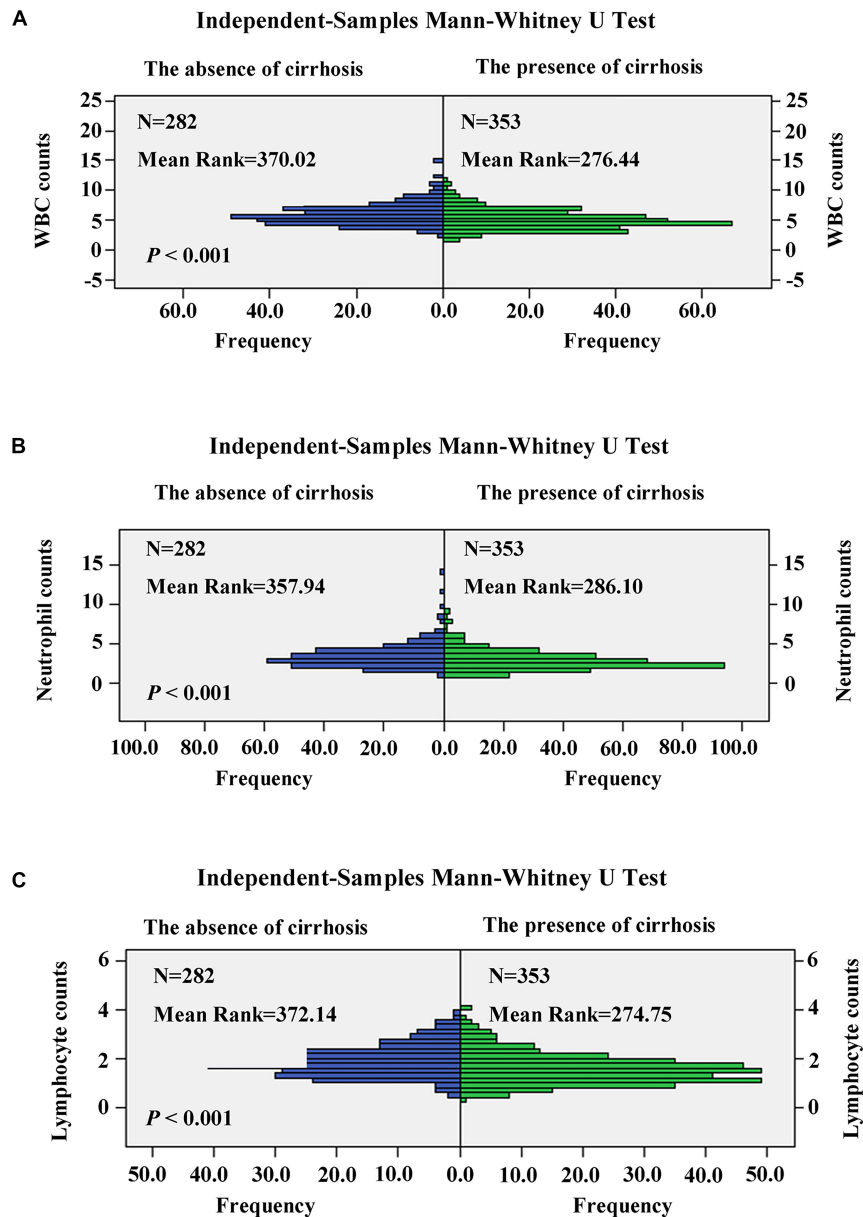 A
Independent-Samples Mann-Whitney U Test
The absence of cirrhosis The presence of cirrhosis
N=282 N=353
Mean Rank=370.02 Mean Rank=276.44
P < 0.001
WBC counts
25
20
15
10
5
0
-5
WBC counts
25
20
15
10
5
0
-5
60.0 40.0 20.0 0.0 20.0 40.0 60.0
Frequency Frequency
B
Independent-Samples Mann-Whitney U Test
The absence of cirrhosis The presence of cirrhosis
N=282 N=353
Mean Rank=357.94 Mean Rank=286.10
P < 0.001
Neutrophil counts
15
10
5
0
Neutrophil counts
15
10
5
0
100.0 80.0 60.0 40.0 20.0 0.0 20.0 40.0 60.0 80.0 100.0
Frequency Frequency
C
Independent-Samples Mann-Whitney U Test
The absence of cirrhosis The presence of cirrhosis
N=282 N=353
Mean Rank=372.14 Mean Rank=274.75
P < 0.001
Lymphocyte counts
6
4
2
0
Lymphocyte counts
6
4
2
0
50.0 40.0 30.0 20.0 10.0 0.0 10.0 20.0 30.0 40.0 50.0
Frequency Frequency